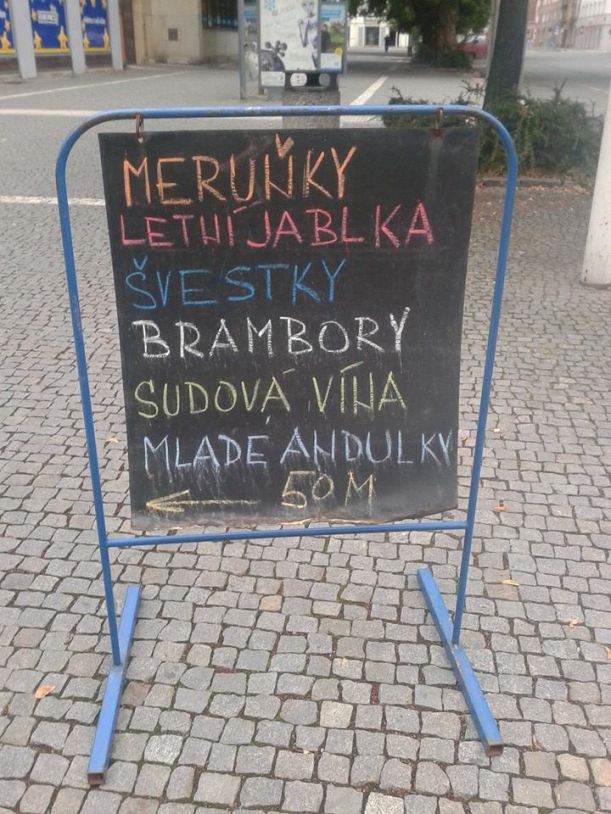 MERUŇKY
LETNÍ JABLKA
ŠVESTKY
BRAMBORY
SUDOVÁ VÍNA
MLADÉ ANDULKY
← 50 M